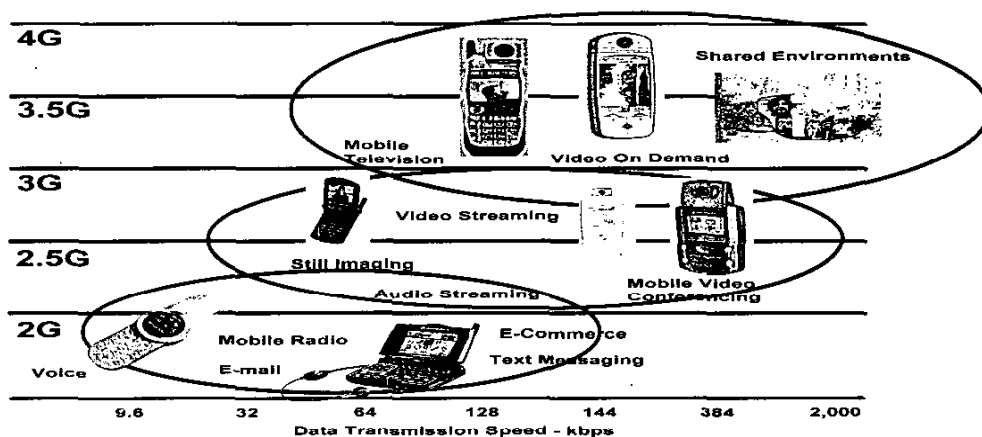 4G
Shared Environments
3.5G
Mobile
Television
Video On Demand
3G
Video Streaming
2.5G
Still Imaging
Mobile Video
Conferencing
Audio Streaming
2G
Mobile Radio
E-Commerce
Text Messaging
Voice
E-mail
9.6 32 64 128 144 384 2,000
Data Transmission Speed - kbps